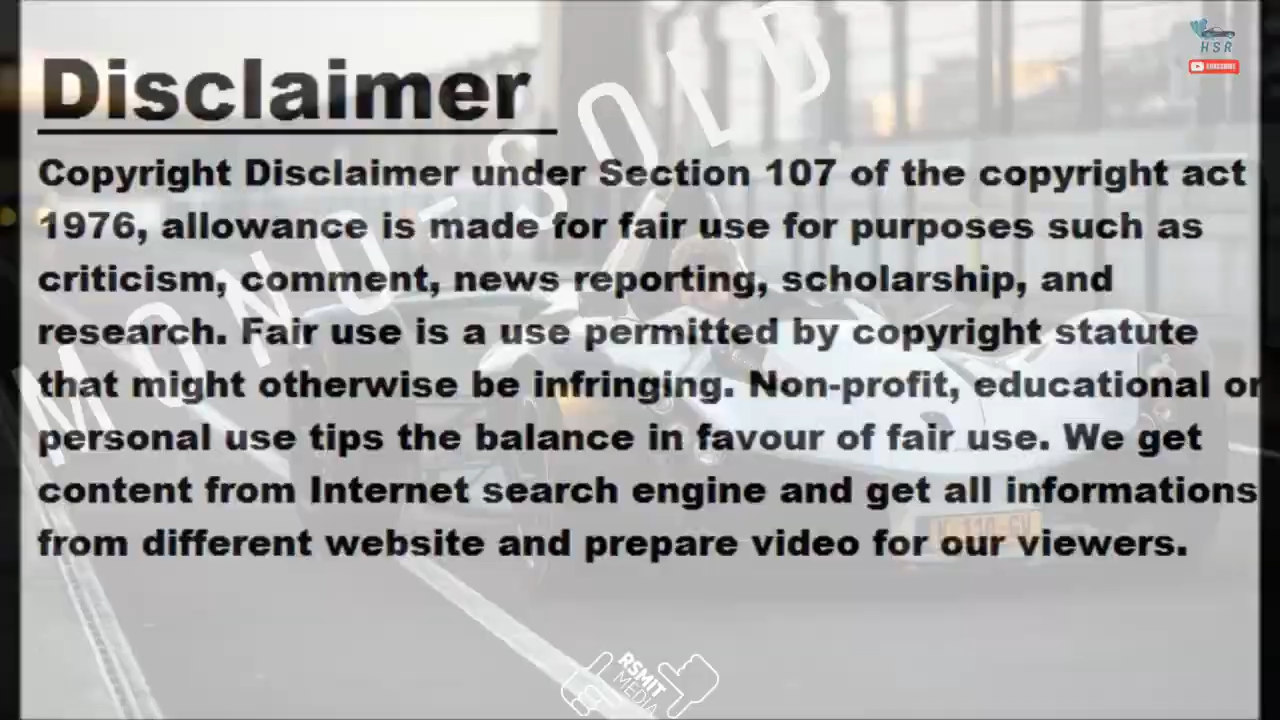 HSR
SUBSCRIBE
Disclaimer
MONO-SOLD
Copyright Disclaimer under Section 107 of the copyright act
1976, allowance is made for fair use for purposes such as
criticism, comment, news reporting, scholarship, and
research. Fair use is a use permitted by copyright statute
that might otherwise be infringing. Non-profit, educational or
personal use tips the balance in favour of fair use. We get
content from Internet search engine and get all informations
from different website and prepare video for our viewers.
RSMIT
MEDIA